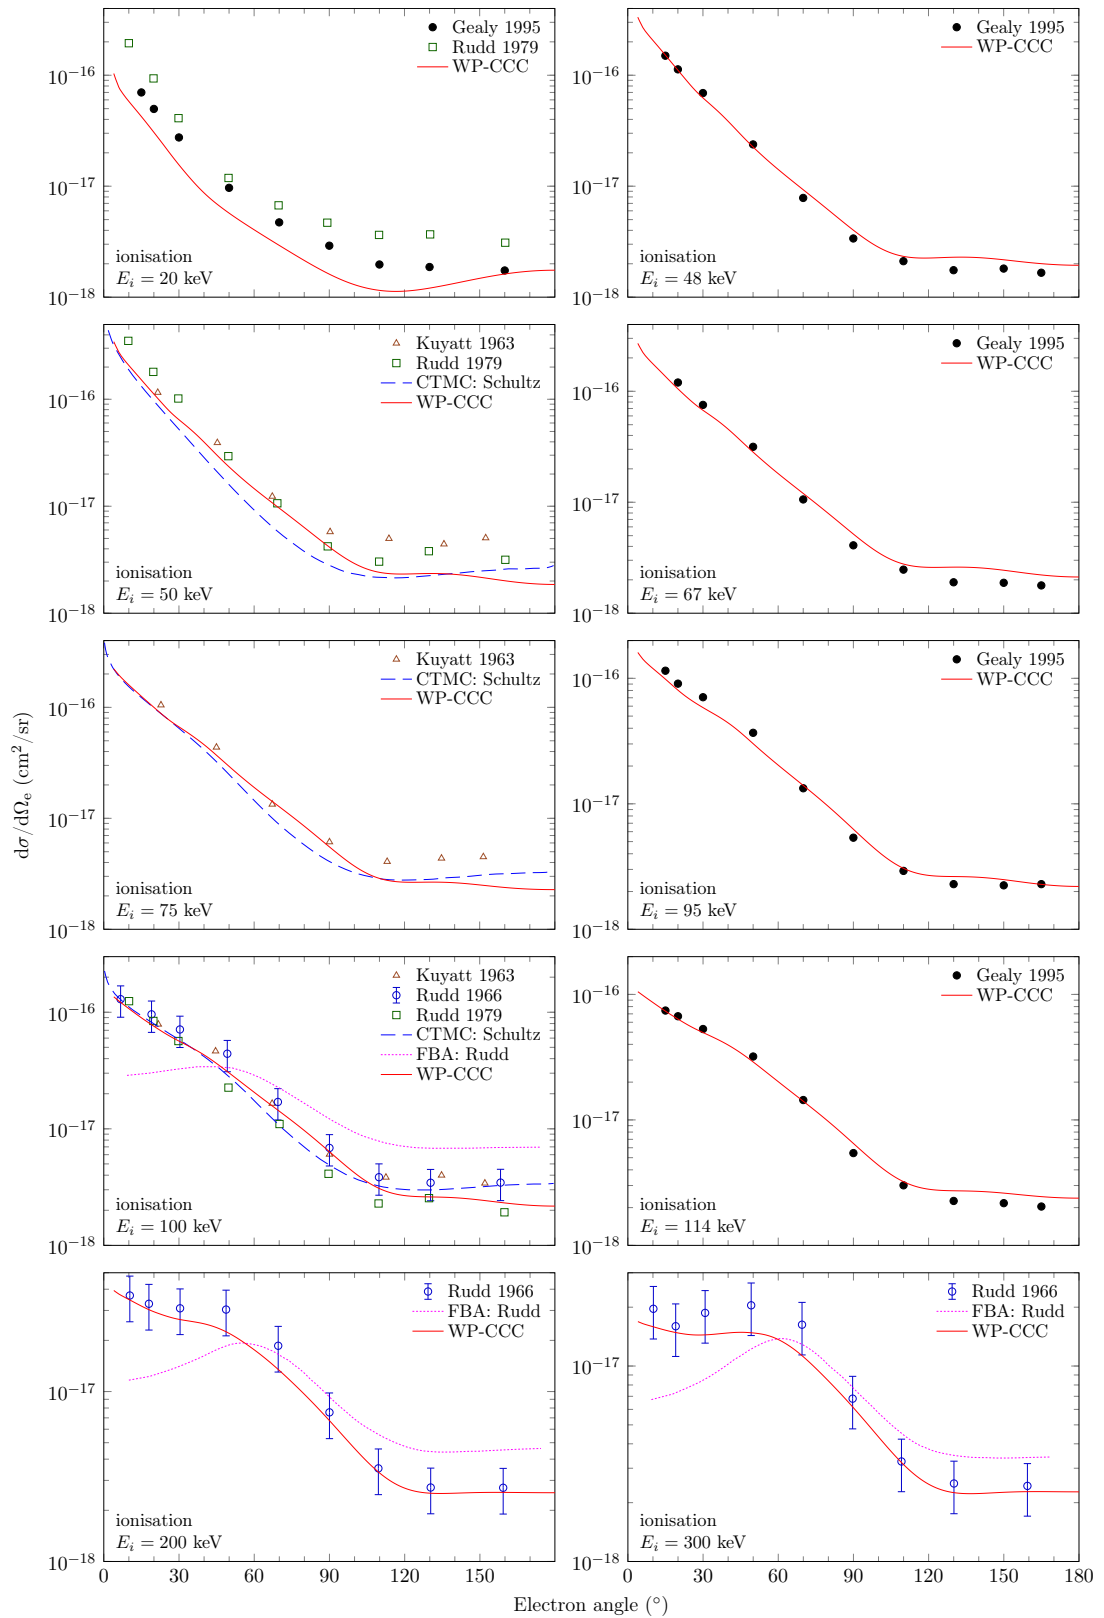 Gealy 1995
Rudd 1979
WP-CCC
10⁻¹⁶
10⁻¹⁷
10⁻¹⁸
ionisation
E_i = 20 keV
Gealy 1995
WP-CCC
10⁻¹⁶
10⁻¹⁷
10⁻¹⁸
ionisation
E_i = 48 keV
Kuyatt 1963
Rudd 1979
CTMC: Schultz
WP-CCC
10⁻¹⁶
10⁻¹⁷
10⁻¹⁸
ionisation
E_i = 50 keV
Gealy 1995
WP-CCC
10⁻¹⁶
10⁻¹⁷
10⁻¹⁸
ionisation
E_i = 67 keV
dσ/dΩₑ (cm²/sr)
Kuyatt 1963
CTMC: Schultz
WP-CCC
10⁻¹⁶
10⁻¹⁷
10⁻¹⁸
ionisation
E_i = 75 keV
Gealy 1995
WP-CCC
10⁻¹⁶
10⁻¹⁷
10⁻¹⁸
ionisation
E_i = 95 keV
Kuyatt 1963
Rudd 1966
Rudd 1979
CTMC: Schultz
FBA: Rudd
WP-CCC
10⁻¹⁶
10⁻¹⁷
10⁻¹⁸
ionisation
E_i = 100 keV
Gealy 1995
WP-CCC
10⁻¹⁶
10⁻¹⁷
10⁻¹⁸
ionisation
E_i = 114 keV
Rudd 1966
FBA: Rudd
WP-CCC
10⁻¹⁷
10⁻¹⁸
ionisation
E_i = 200 keV
0 30 60 90 120 150
Rudd 1966
FBA: Rudd
WP-CCC
10⁻¹⁷
10⁻¹⁸
ionisation
E_i = 300 keV
0 30 60 90 120 150 180
Electron angle (°)